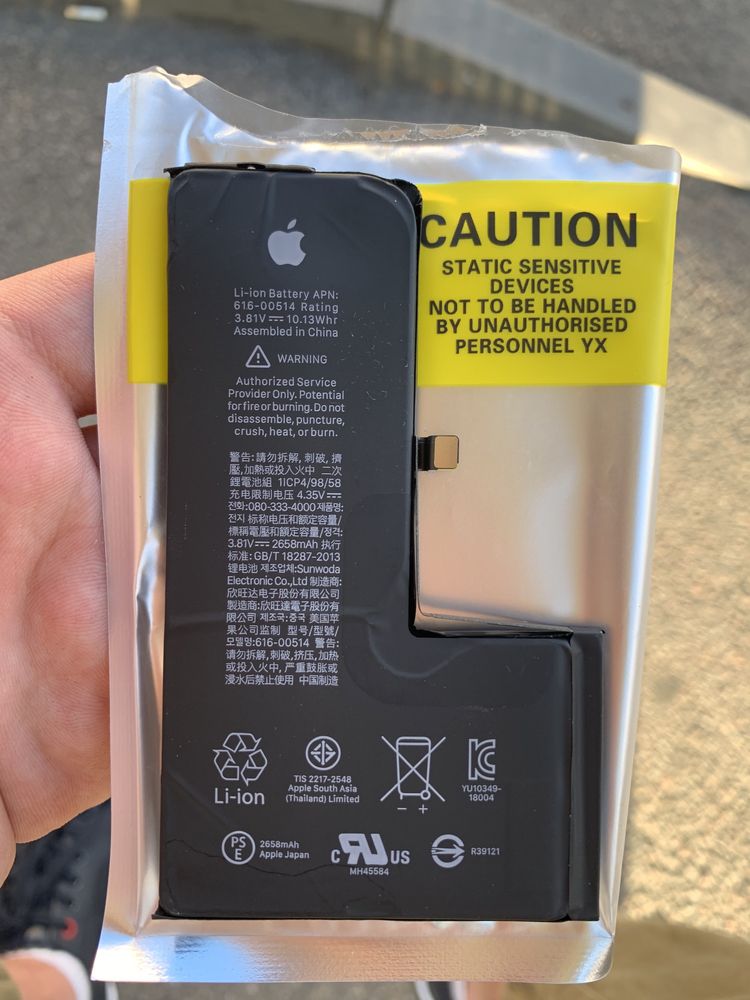 CAUTION
STATIC SENSITIVE
DEVICES
NOT TO BE HANDLED
BY UNAUTHORISED
PERSONNEL YX
Li-ion Battery APN:
616-00514 Rating
3.81V⎓10.13Whr
Assembled in China
WARNING
Authorized Service
Provider Only. Potential
for fire or burning. Do not
disassemble, puncture,
crush, heat, or burn.
警告:請勿拆解,刺破,擠
壓,加熱或投入火中 二次
鋰電池組 1ICP4/98/58
充电限制电压 4.35V⎓
전화:080-333-4000 제품명:
전지 标称电压和额定容量/
標稱電壓和額定容量/정격:
3.81V⎓2658mAh 执行
标准: GB/T 18287-2013
锂电池 제조업체:Sunwoda
Electronic Co.,Ltd 制造商:
欣旺达电子股份有限公司
製造商:欣旺達電子股份有
限公司 제조국:중국 美国苹
果公司监制 型号/型號/
모델명:616-00514 警告:
请勿拆解,刺破,挤压,加热
或投入火中,严重鼓胀或
浸水后禁止使用 中国制造
Li-ion
TIS 2217-2548
Apple South Asia
(Thailand) Limited
YU10349-
18004
PS
E
2658mAh
Apple Japan
c RU US
MH45584
R39121